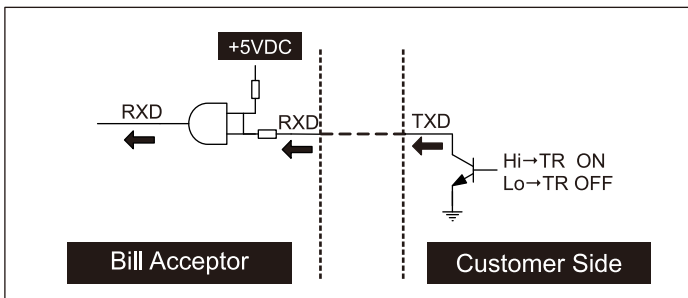 +5VDC
RXD
RXD
TXD
Hi→TR ON
Lo→TR OFF
Bill Acceptor
Customer Side